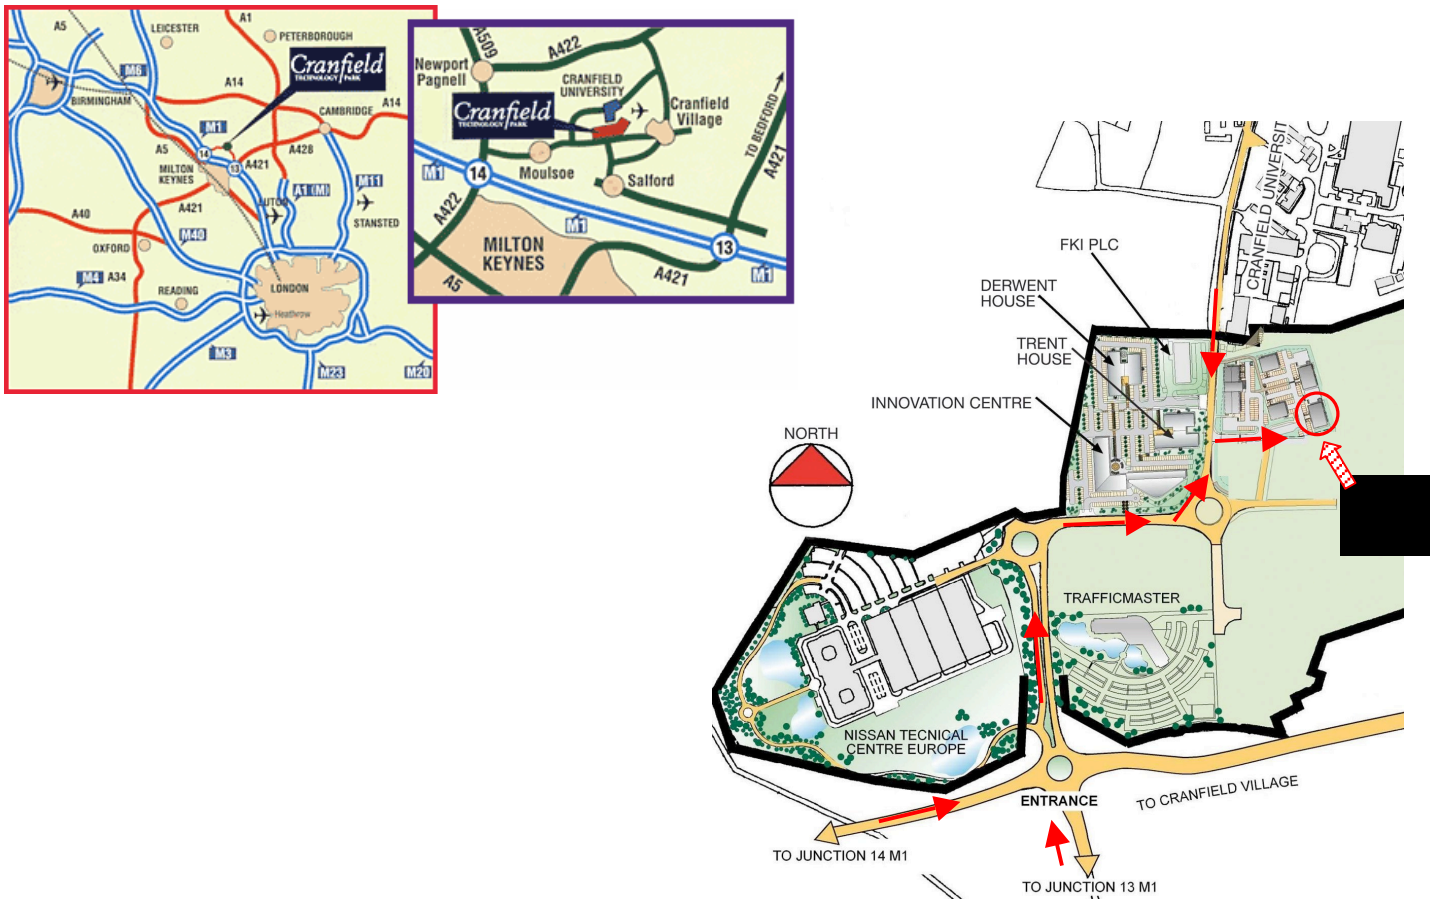 A5
LEICESTER
A1
PETERBOROUGH
Cranfield
TECHNOLOGY PARK
M6
A14
BIRMINGHAM
CAMBRIDGE
A14
M1
A5
14
A428
13
A421
MILTON
KEYNES
A1 (M)
M11
LUTON
STANSTED
A40
A421
M40
OXFORD
M4
A34
READING
LONDON
Heathrow
M3
M23
M20
A509
A422
Newport
Pagnell
CRANFIELD
UNIVERSITY
Cranfield
TECHNOLOGY PARK
Cranfield
Village
TO BEDFORD
A421
M1
14
Moulsoe
Salford
A422
M1
MILTON
KEYNES
13
A421
M1
A5
CRANFIELD UNIVERSIT
FKI PLC
DERWENT
HOUSE
TRENT
HOUSE
INNOVATION CENTRE
NORTH
TRAFFICMASTER
NISSAN TECNICAL
CENTRE EUROPE
ENTRANCE
TO CRANFIELD VILLAGE
TO JUNCTION 14 M1
TO JUNCTION 13 M1